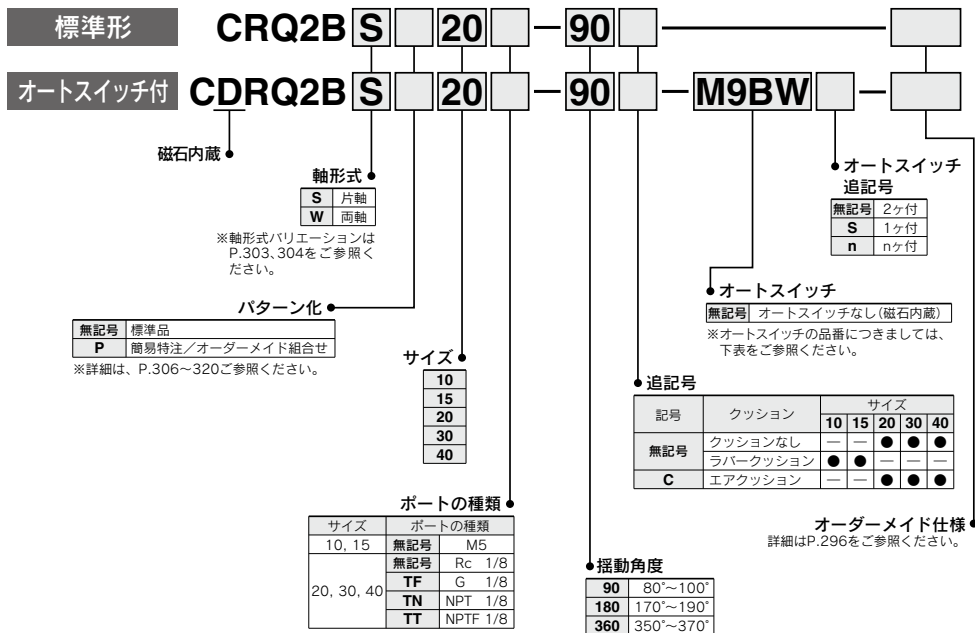 標準形 CRQ2B S 20 － 90
オートスイッチ付 CDRQ2B S 20 － 90 － M9BW －
磁石内蔵
軸形式
S 片軸
W 両軸
※軸形式バリエーションは
P.303、304をご参照く
ださい。
パターン化
無記号 標準品
P 簡易特注／オーダーメイド組合せ
※詳細は、P.306～320ご参照ください。
サイズ
10
15
20
30
40
ポートの種類
サイズ ポートの種類
10, 15 無記号 M5
20, 30, 40 無記号 Rc 1/8
TF G 1/8
TN NPT 1/8
TT NPTF 1/8
揺動角度
90 80°～100°
180 170°～190°
360 350°～370°
追記号
記号 クッション サイズ
10 15 20 30 40
無記号 クッションなし － － ● ● ●
ラバークッション ● ● － － －
C エアクッション － － ● ● ●
オートスイッチ
無記号 オートスイッチなし(磁石内蔵)
※オートスイッチの品番につきましては、
下表をご参照ください。
オートスイッチ
追記号
無記号 2ヶ付
S 1ヶ付
n nヶ付
オーダーメイド仕様
詳細はP.296をご参照ください。